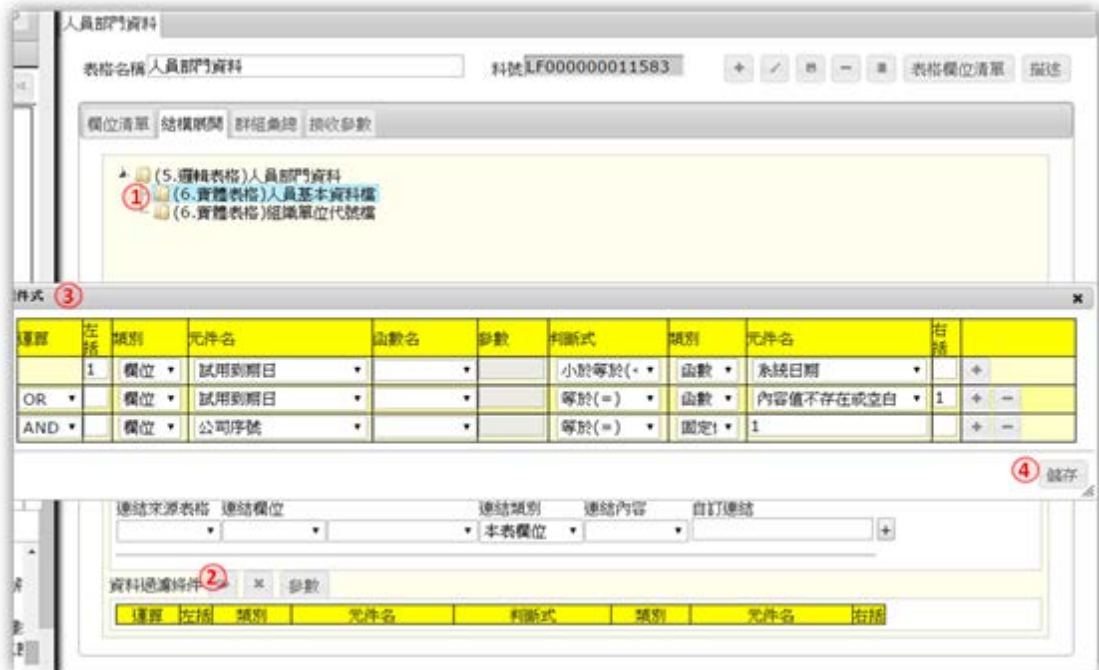 人員部門資料
表格名稱 人員部門資料 料號 LF000000011583 表格欄位清單 描述
欄位清單 結構展開 群組彙總 接收參數
(5.邏輯表格)人員部門資料
① (6.實體表格)人員基本資料檔
(6.實體表格)組織單位代號檔
件式 ③
運算 左括 類別 元件名 函數名 參數 判斷式 類別 元件名 右括
1 欄位 試用到期日 小於等於(< 函數 系統日期 +
OR 欄位 試用到期日 等於(=) 函數 內容值不存在或空白 1 + −
AND 欄位 公司序號 等於(=) 固定 1 + −
④ 儲存
連結來源表格 連結欄位 連結類別 連結內容 自訂連結
本表欄位 +
資料過濾條件 ② 參數
運算 左括 類別 元件名 判斷式 類別 元件名 右括